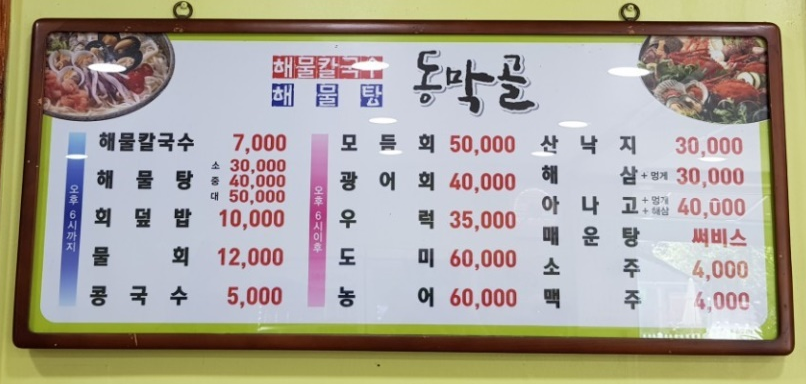 해물칼국수
해물탕
동막골
오후 6시까지
해물칼국수 7,000
해물탕 소 30,000
중 40,000
대 50,000
회덮밥 10,000
물회 12,000
콩국수 5,000
오후 6시이후
모듬회 50,000
광어회 40,000
우럭 35,000
도미 60,000
농어 60,000
산낙지 30,000
해삼 +멍게 30,000
아나고 +멍개 +해삼 40,000
매운탕 써비스
소주 4,000
맥주 4,000